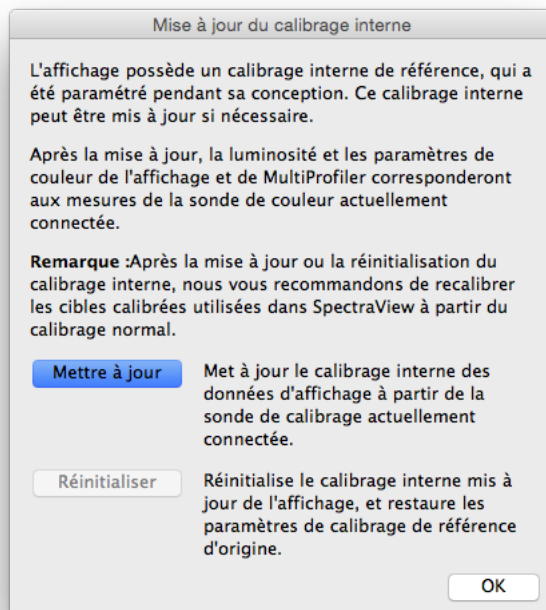 Mise à jour du calibrage interne
L'affichage possède un calibrage interne de référence, qui a
été paramétré pendant sa conception. Ce calibrage interne
peut être mis à jour si nécessaire.
Après la mise à jour, la luminosité et les paramètres de
couleur de l'affichage et de MultiProfiler corresponderont
aux mesures de la sonde de couleur actuellement
connectée.
Remarque :Après la mise à jour ou la réinitialisation du
calibrage interne, nous vous recommandons de recalibrer
les cibles calibrées utilisées dans SpectraView à partir du
calibrage normal.
Mettre à jour
Met à jour le calibrage interne des
données d'affichage à partir de la
sonde de calibrage actuellement
connectée.
Réinitialiser
Réinitialise le calibrage interne mis à
jour de l'affichage, et restaure les
paramètres de calibrage de référence
d'origine.
OK